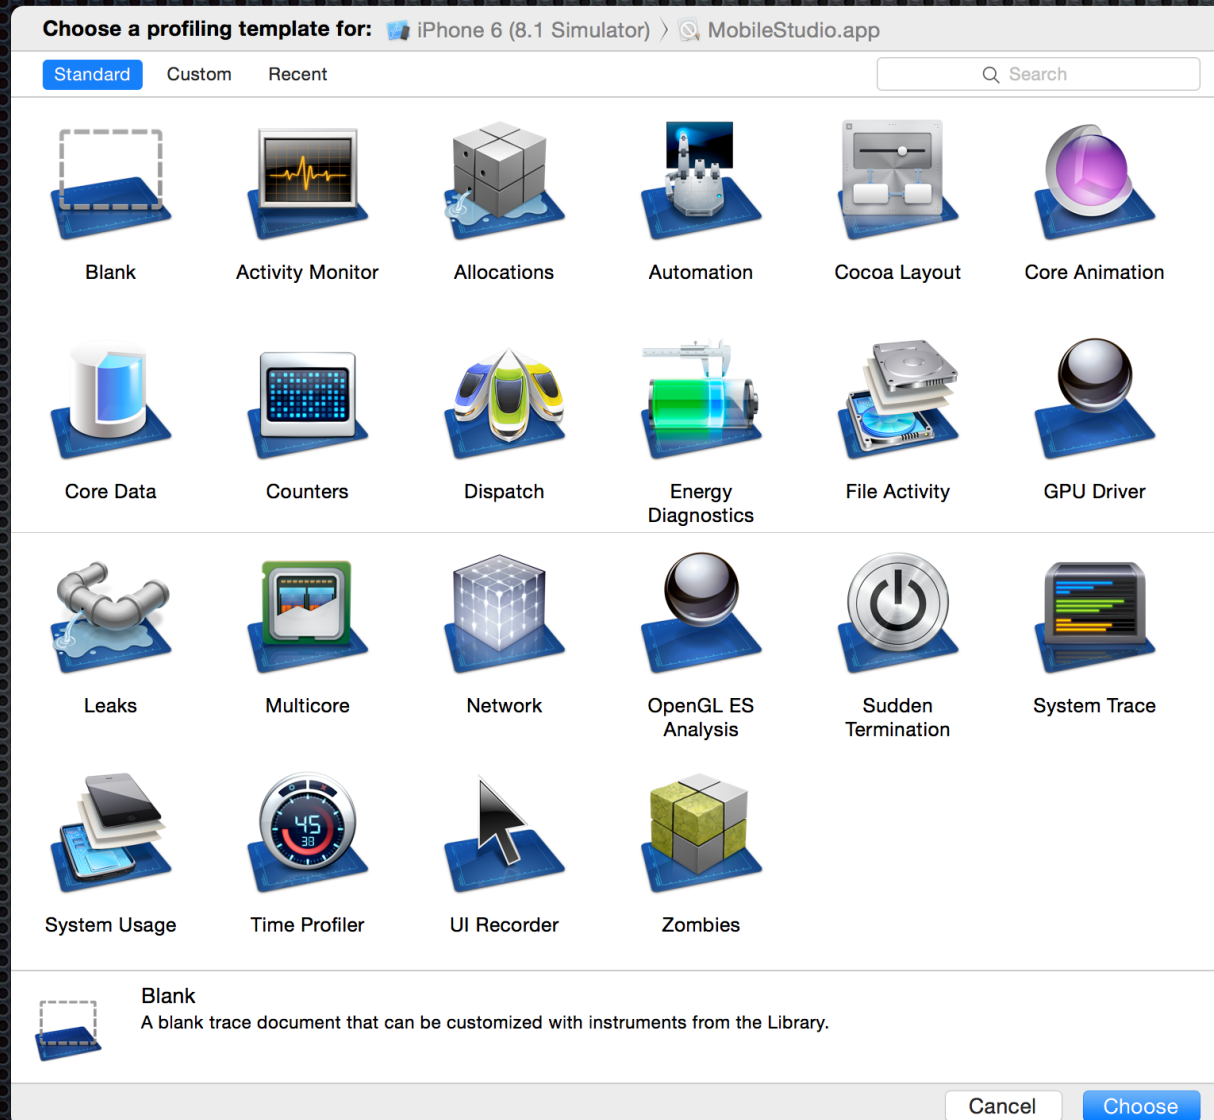 Choose a profiling template for: iPhone 6 (8.1 Simulator) 〉 MobileStudio.app
Standard Custom Recent Search
Blank Activity Monitor Allocations Automation Cocoa Layout Core Animation
Core Data Counters Dispatch Energy File Activity GPU Driver
Diagnostics
Leaks Multicore Network OpenGL ES Sudden System Trace
Analysis Termination
45
38
System Usage Time Profiler UI Recorder Zombies
Blank
A blank trace document that can be customized with instruments from the Library.
Cancel Choose